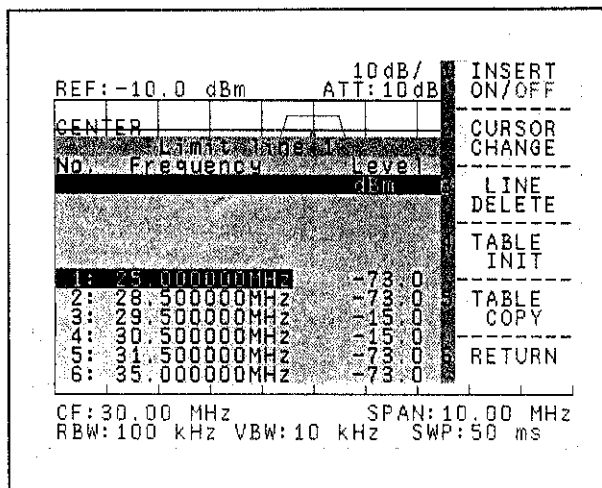 10dB/
REF:-10.0 dBm ATT:10dB
CENTER
Limit line 1
No. Frequency Level
dBm
1: 25.000000MHz -73.0
2: 28.500000MHz -73.0
3: 29.500000MHz -15.0
4: 30.500000MHz -15.0
5: 31.500000MHz -73.0
6: 35.000000MHz -73.0
CF:30.00 MHz SPAN:10.00 MHz
RBW:100 kHz VBW:10 kHz SWP:50 ms
INSERT
ON/OFF
CURSOR
CHANGE
LINE
DELETE
TABLE
INIT
TABLE
COPY
RETURN